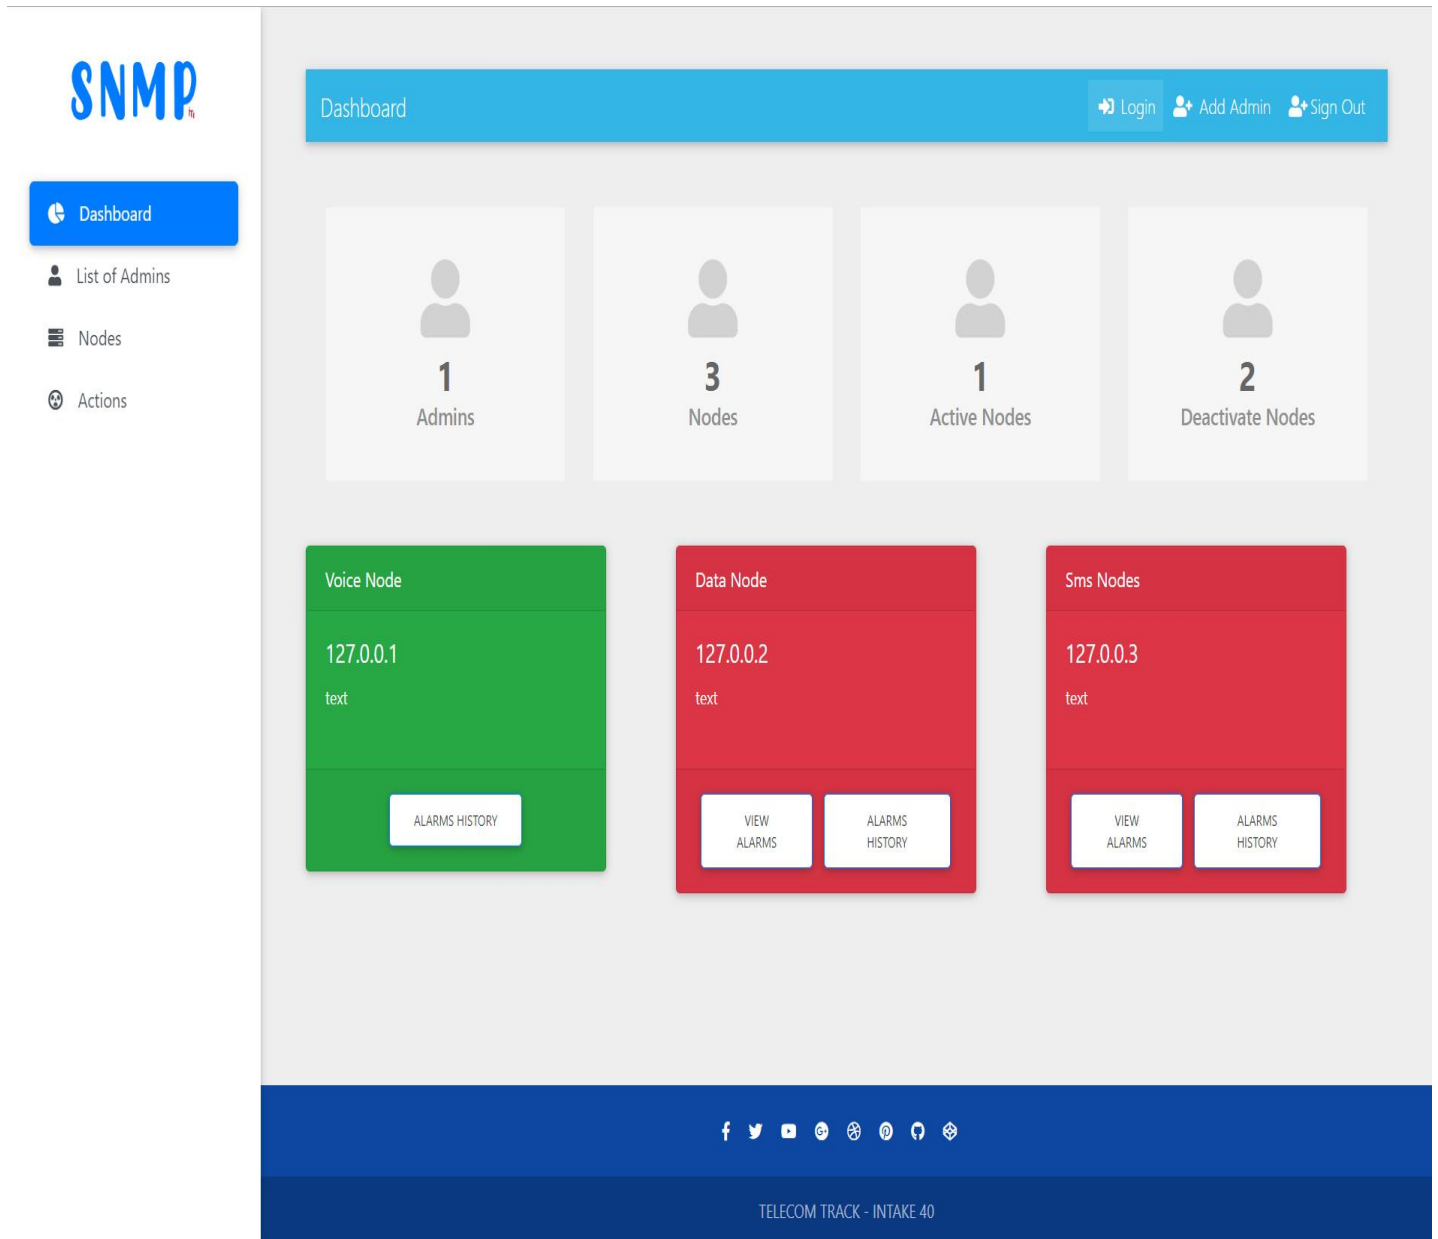 SNMP
Dashboard
Login Add Admin Sign Out
Dashboard
List of Admins
Nodes
Actions
1
Admins
3
Nodes
1
Active Nodes
2
Deactivate Nodes
Voice Node
127.0.0.1
text
ALARMS HISTORY
Data Node
127.0.0.2
text
VIEW
ALARMS
ALARMS
HISTORY
Sms Nodes
127.0.0.3
text
VIEW
ALARMS
ALARMS
HISTORY
TELECOM TRACK - INTAKE 40